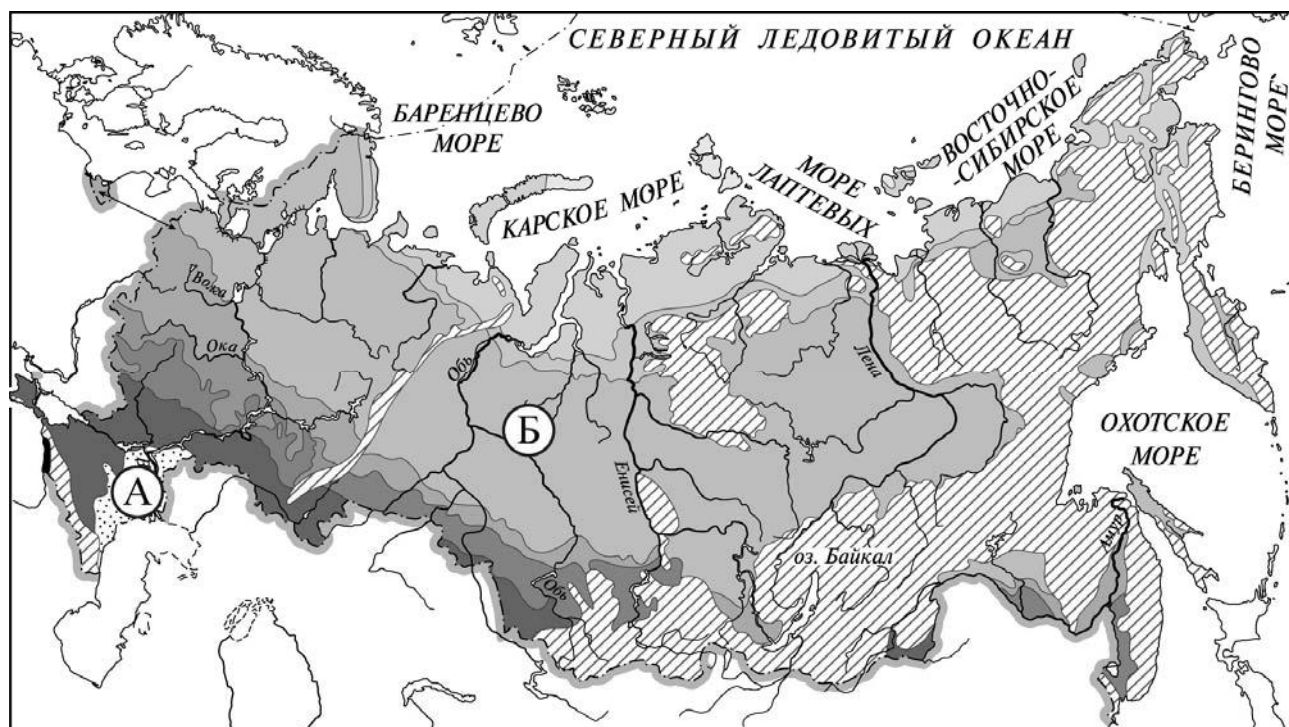 СЕВЕРНЫЙ ЛЕДОВИТЫЙ ОКЕАН
БАРЕНЦЕВО
МОРЕ
КАРСКОЕ МОРЕ
МОРЕ
ЛАПТЕВЫХ
ВОСТОЧНО-
-СИБИРСКОЕ
МОРЕ
БЕРИНГОВО
МОРЕ
Волга
Ока
Обь
Б
Енисей
Лена
ОХОТСКОЕ
МОРЕ
А
Обь
оз. Байкал
Амур